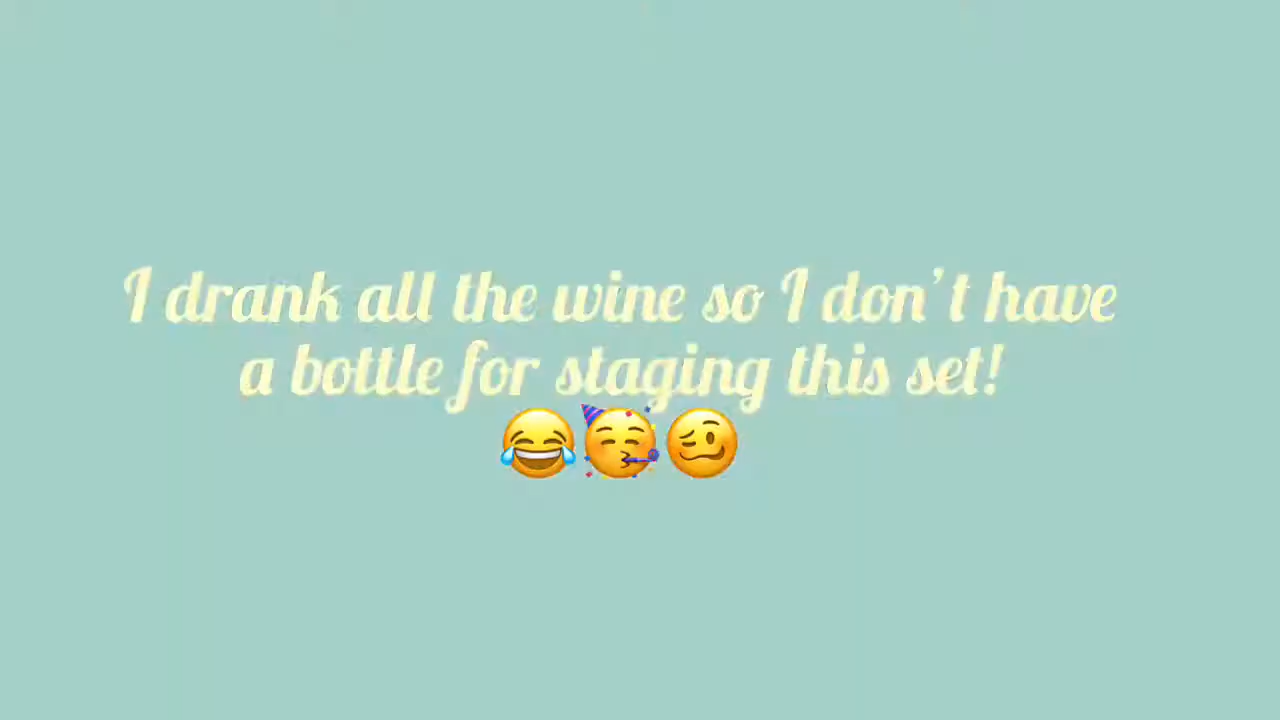 I drank all the wine so I don’t have
a bottle for staging this set!
😂🥳🥴